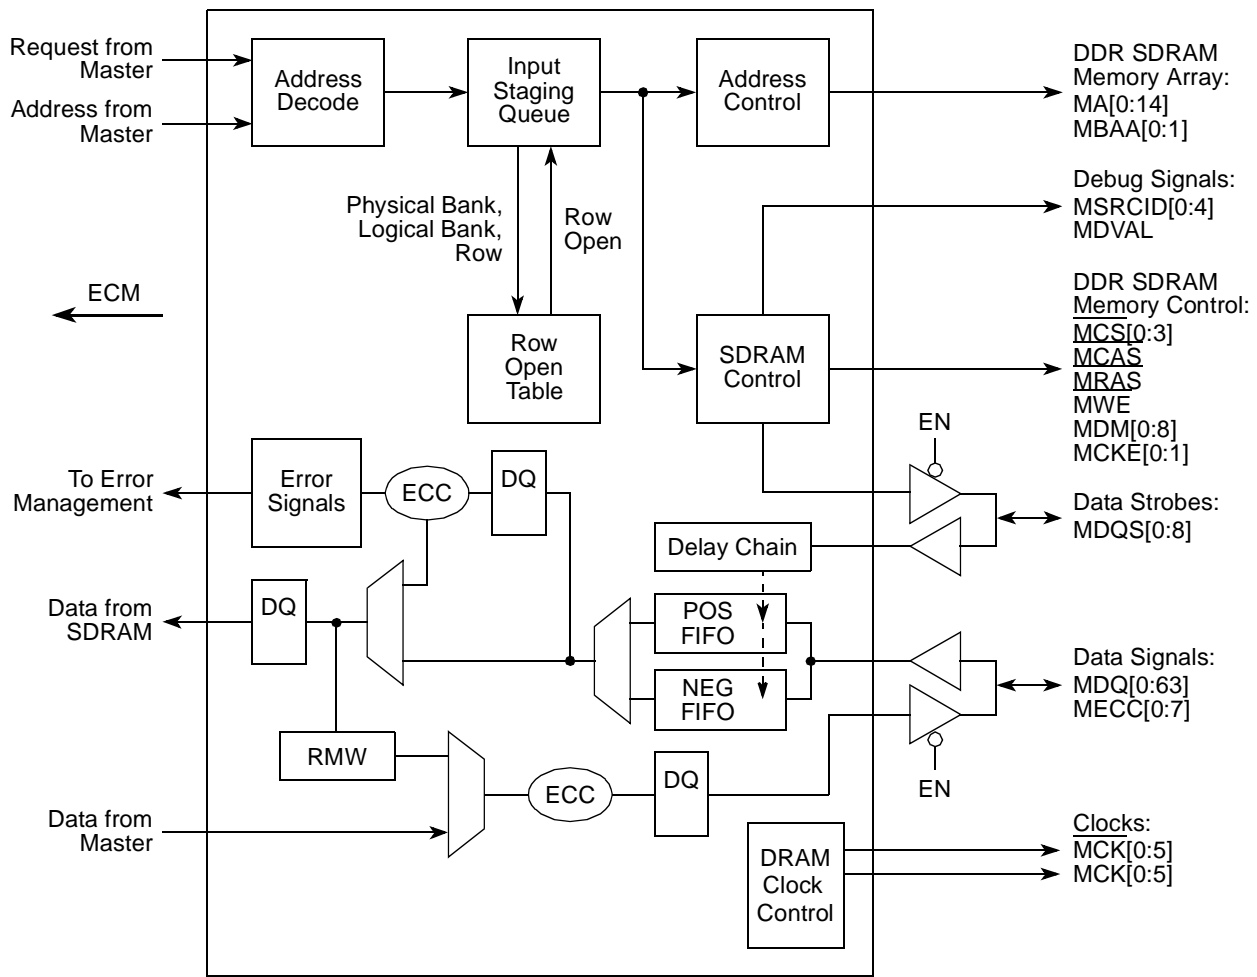 Request from
Master
Address from
Master
Address
Decode
Input
Staging
Queue
Address
Control
DDR SDRAM
Memory Array:
MA[0:14]
MBAA[0:1]
Physical Bank,
Logical Bank,
Row
Row
Open
Debug Signals:
MSRCID[0:4]
MDVAL
ECM
Row
Open
Table
SDRAM
Control
DDR SDRAM
Memory Control:
MCS[0:3]
MCAS
MRAS
MWE
MDM[0:8]
MCKE[0:1]
EN
To Error
Management
Error
Signals
ECC
DQ
Delay Chain
Data Strobes:
MDQS[0:8]
Data from
SDRAM
DQ
POS
FIFO
NEG
FIFO
Data Signals:
MDQ[0:63]
MECC[0:7]
RMW
ECC
DQ
EN
Data from
Master
DRAM
Clock
Control
Clocks:
MCK[0:5]
MCK[0:5]